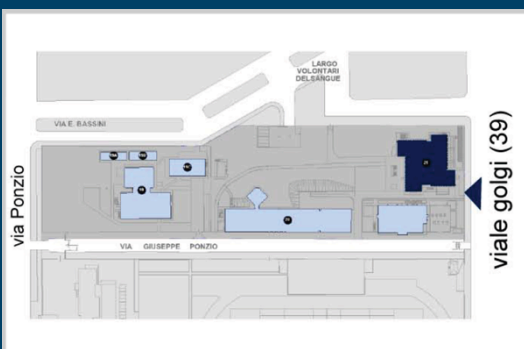 LARGO
VOLONTARI
DEL SANGUE
VIA E. BASSINI
via Ponzio
viale golgi (39)
VIA GIUSEPPE PONZIO